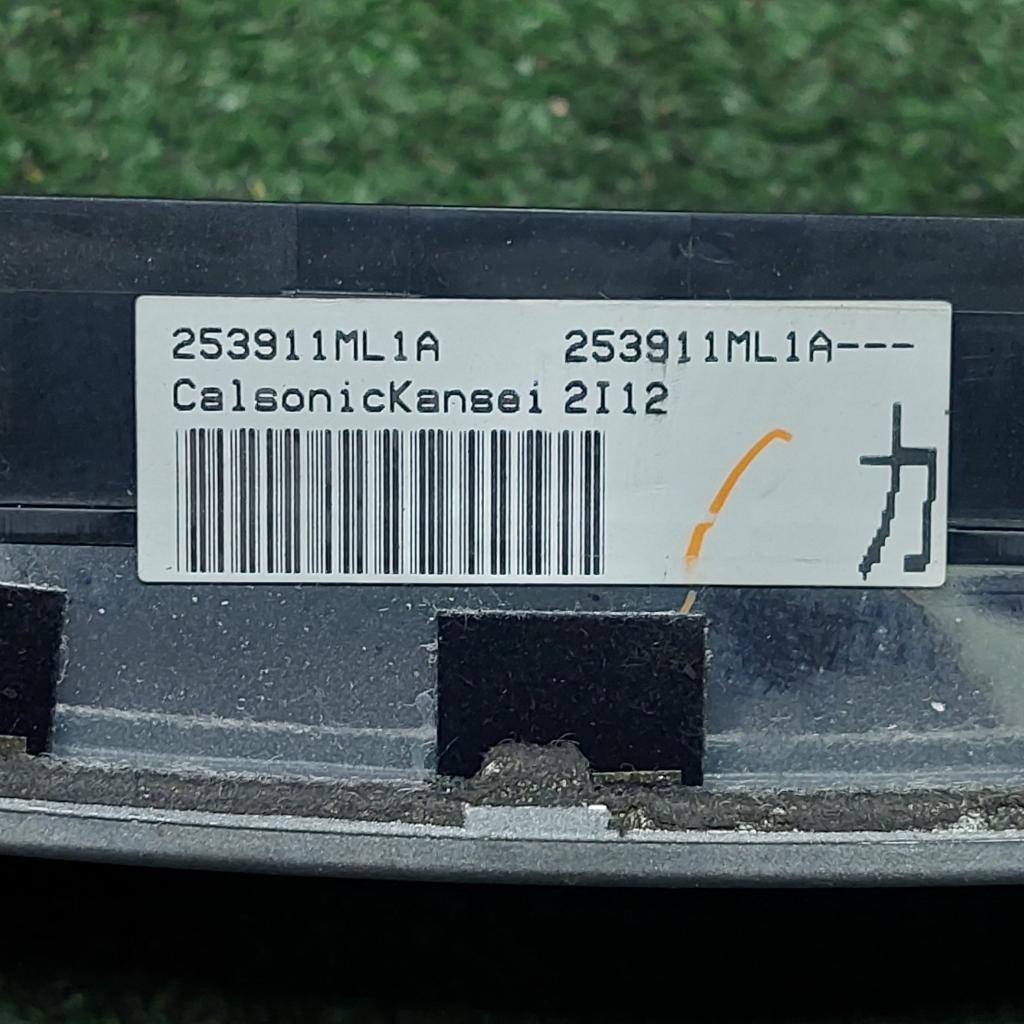 253911ML1A 253911ML1A---
CalsonicKansei 2I12
カ